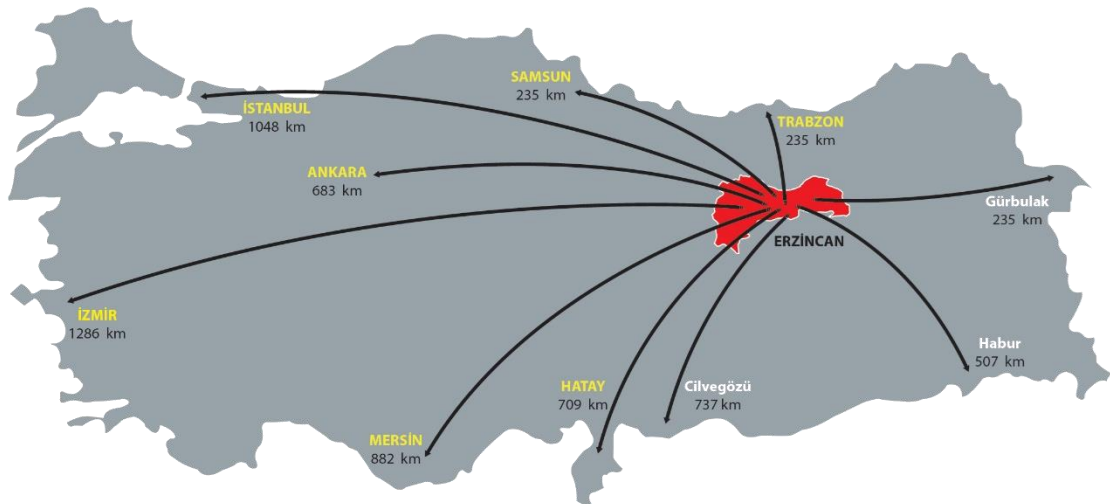 SAMSUN
235 km
İSTANBUL
1048 km
TRABZON
235 km
ANKARA
683 km
Gürbulak
235 km
ERZİNCAN
İZMİR
1286 km
Habur
507 km
HATAY
709 km
Cilvegözü
737 km
MERSİN
882 km